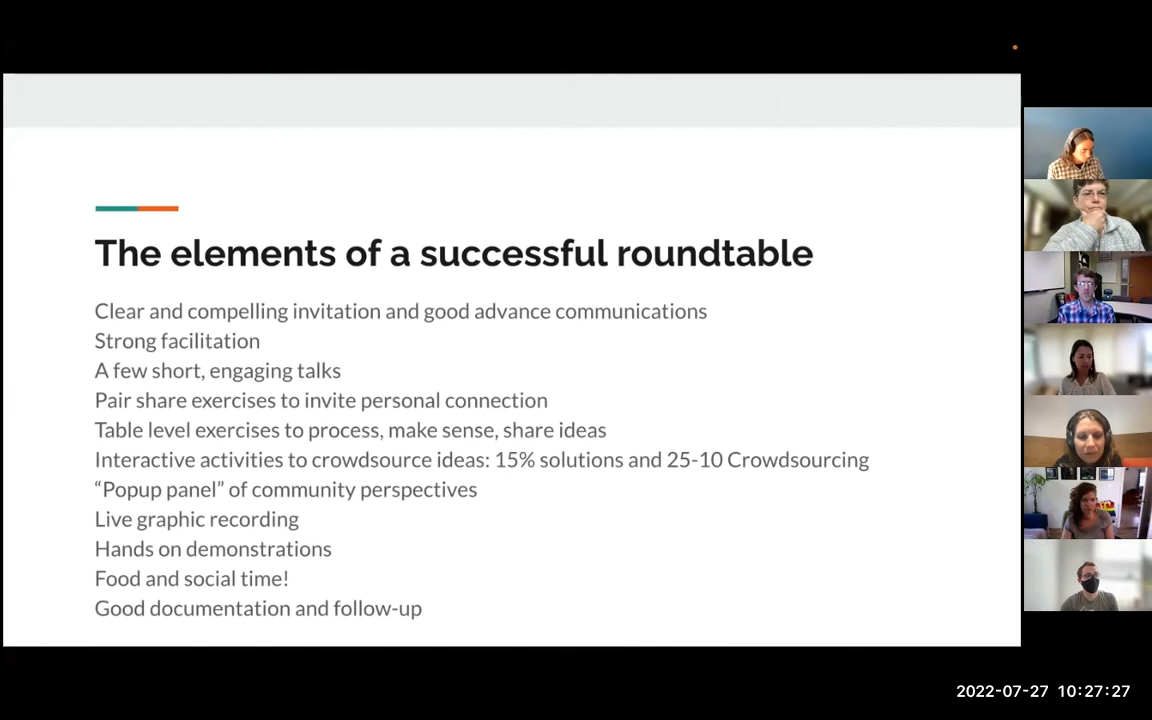 The elements of a successful roundtable
Clear and compelling invitation and good advance communications
Strong facilitation
A few short, engaging talks
Pair share exercises to invite personal connection
Table level exercises to process, make sense, share ideas
Interactive activities to crowdsource ideas: 15% solutions and 25-10 Crowdsourcing
“Popup panel” of community perspectives
Live graphic recording
Hands on demonstrations
Food and social time!
Good documentation and follow-up
2022-07-27 10:27:27